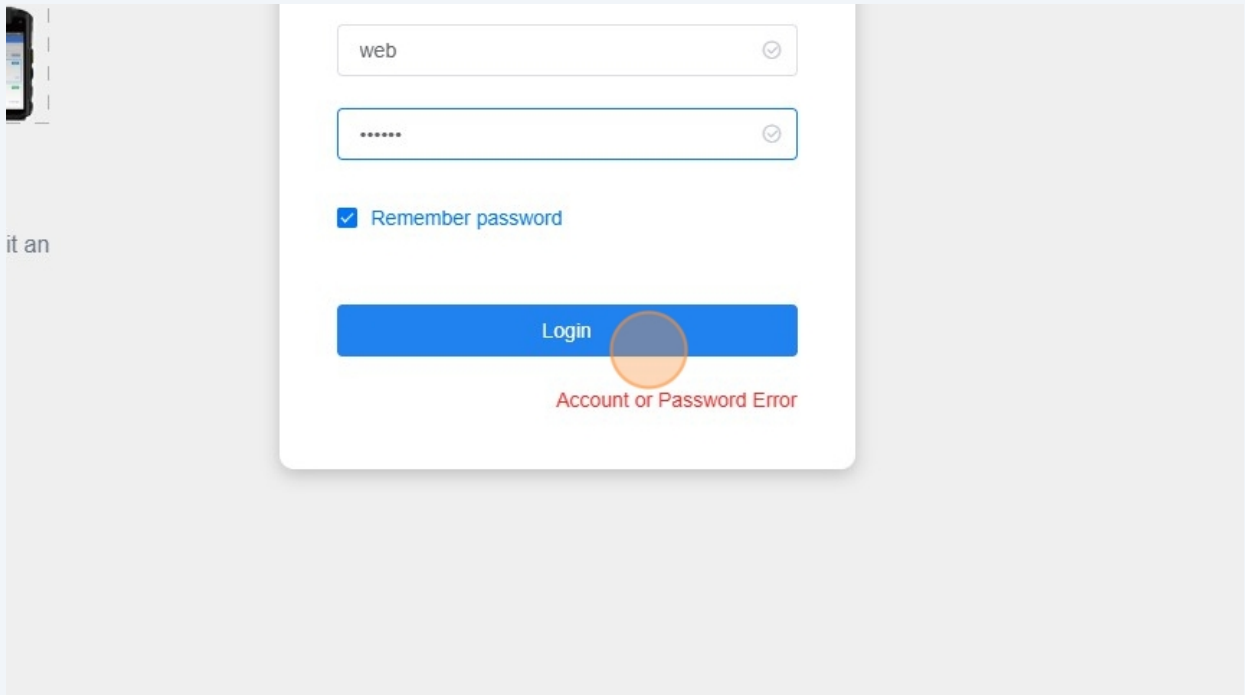 web
••••••
Remember password
it an
Login
Account or Password Error